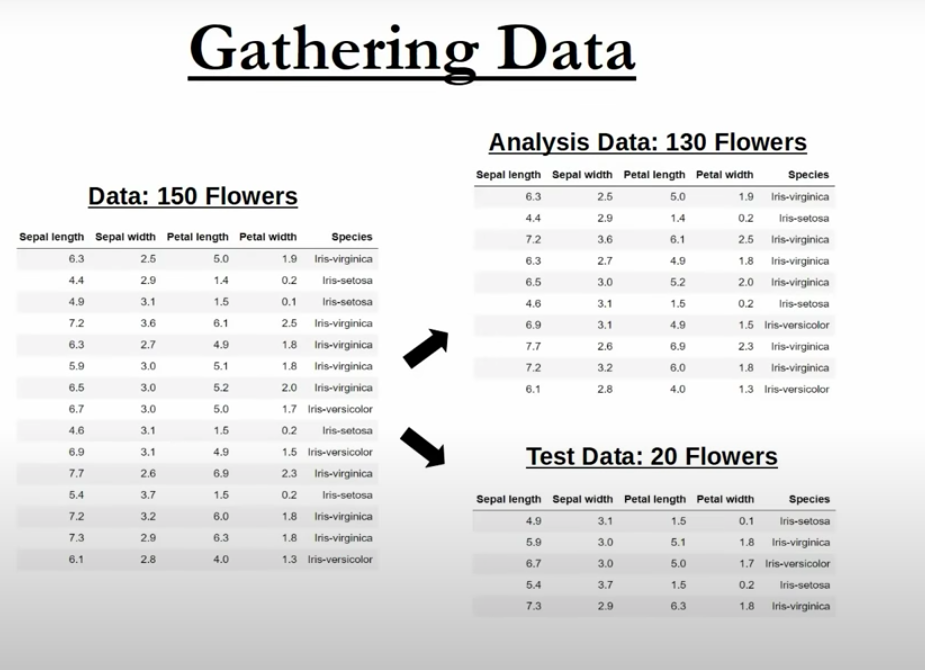 Gathering Data
Data: 150 Flowers
Sepal length Sepal width Petal length Petal width Species
6.3 2.5 5.0 1.9 Iris-virginica
4.4 2.9 1.4 0.2 Iris-setosa
4.9 3.1 1.5 0.1 Iris-setosa
7.2 3.6 6.1 2.5 Iris-virginica
6.3 2.7 4.9 1.8 Iris-virginica
5.9 3.0 5.1 1.8 Iris-virginica
6.5 3.0 5.2 2.0 Iris-virginica
6.7 3.0 5.0 1.7 Iris-versicolor
4.6 3.1 1.5 0.2 Iris-setosa
6.9 3.1 4.9 1.5 Iris-versicolor
7.7 2.6 6.9 2.3 Iris-virginica
5.4 3.7 1.5 0.2 Iris-setosa
7.2 3.2 6.0 1.8 Iris-virginica
7.3 2.9 6.3 1.8 Iris-virginica
6.1 2.8 4.0 1.3 Iris-versicolor
Analysis Data: 130 Flowers
Sepal length Sepal width Petal length Petal width Species
6.3 2.5 5.0 1.9 Iris-virginica
4.4 2.9 1.4 0.2 Iris-setosa
7.2 3.6 6.1 2.5 Iris-virginica
6.3 2.7 4.9 1.8 Iris-virginica
6.5 3.0 5.2 2.0 Iris-virginica
4.6 3.1 1.5 0.2 Iris-setosa
6.9 3.1 4.9 1.5 Iris-versicolor
7.7 2.6 6.9 2.3 Iris-virginica
7.2 3.2 6.0 1.8 Iris-virginica
6.1 2.8 4.0 1.3 Iris-versicolor
Test Data: 20 Flowers
Sepal length Sepal width Petal length Petal width Species
4.9 3.1 1.5 0.1 Iris-setosa
5.9 3.0 5.1 1.8 Iris-virginica
6.7 3.0 5.0 1.7 Iris-versicolor
5.4 3.7 1.5 0.2 Iris-setosa
7.3 2.9 6.3 1.8 Iris-virginica